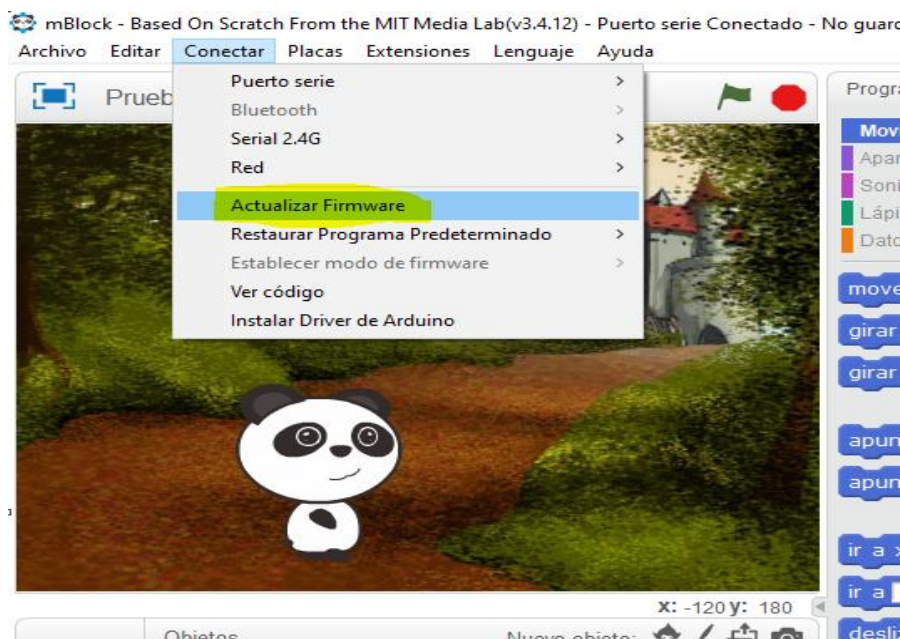 mBlock - Based On Scratch From the MIT Media Lab(v3.4.12) - Puerto serie Conectado - No guard
Archivo Editar Conectar Placas Extensiones Lenguaje Ayuda
Prueb
Puerto serie >
Bluetooth >
Serial 2.4G >
Red >
Actualizar Firmware
Restaurar Programa Predeterminado >
Establecer modo de firmware >
Ver código
Instalar Driver de Arduino
Progra
Movi
Apar
Soni
Lápi
Dato
move
girar
girar
apun
apun
ir a x
ir a
desliz
X: -120 y: 180
Objetos Nuevo objeto: